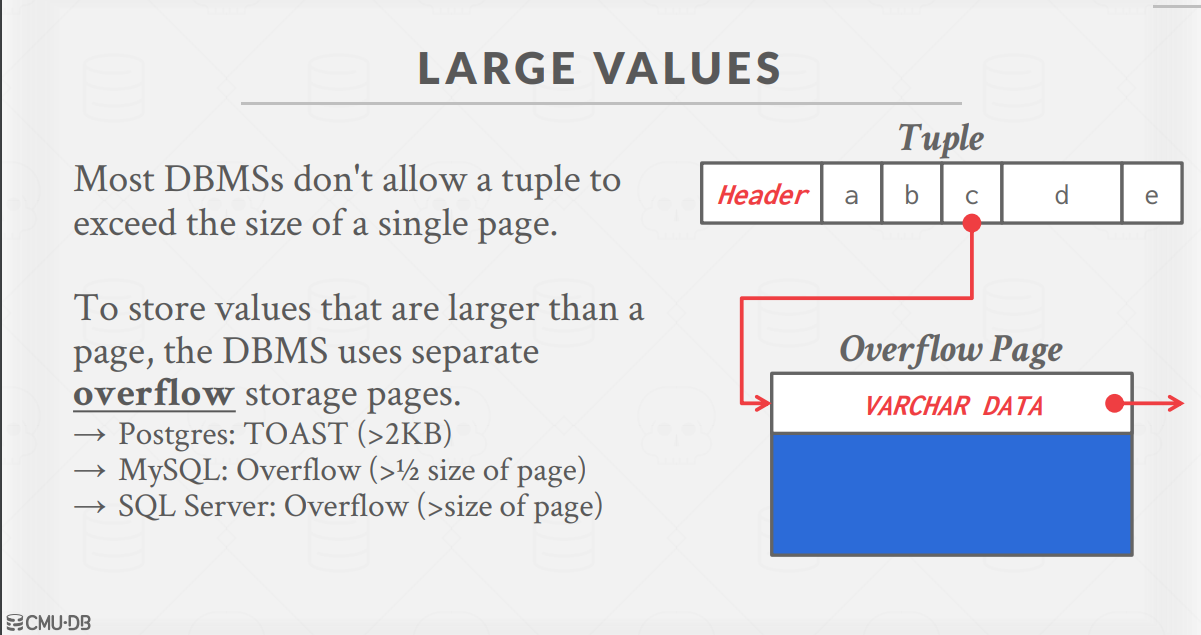 LARGE VALUES
Most DBMSs don't allow a tuple to
exceed the size of a single page.
To store values that are larger than a
page, the DBMS uses separate
overflow storage pages.
→ Postgres: TOAST (>2KB)
→ MySQL: Overflow (>½ size of page)
→ SQL Server: Overflow (>size of page)
Tuple
Header a b c d e
Overflow Page
VARCHAR DATA
CMU·DB